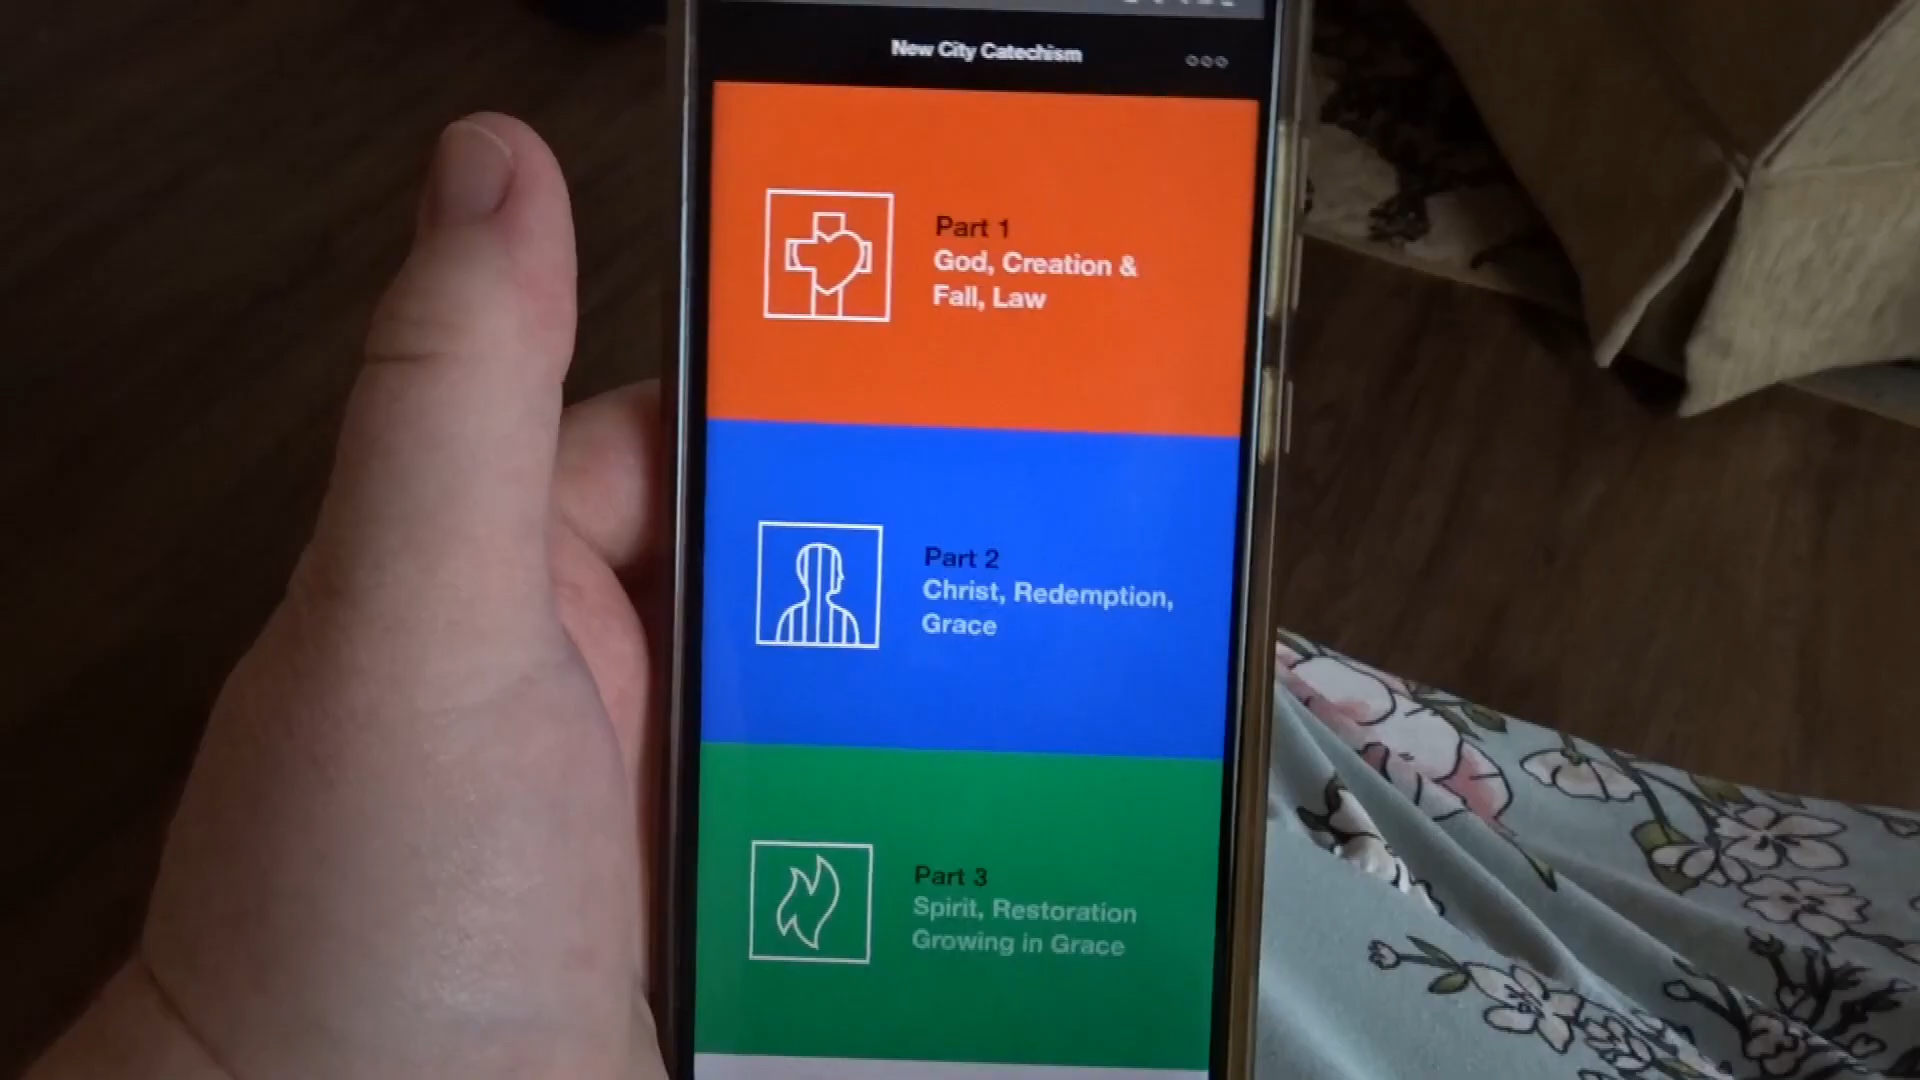 New City Catechism
Part 1
God, Creation &
Fall, Law
Part 2
Christ, Redemption,
Grace
Part 3
Spirit, Restoration
Growing in Grace